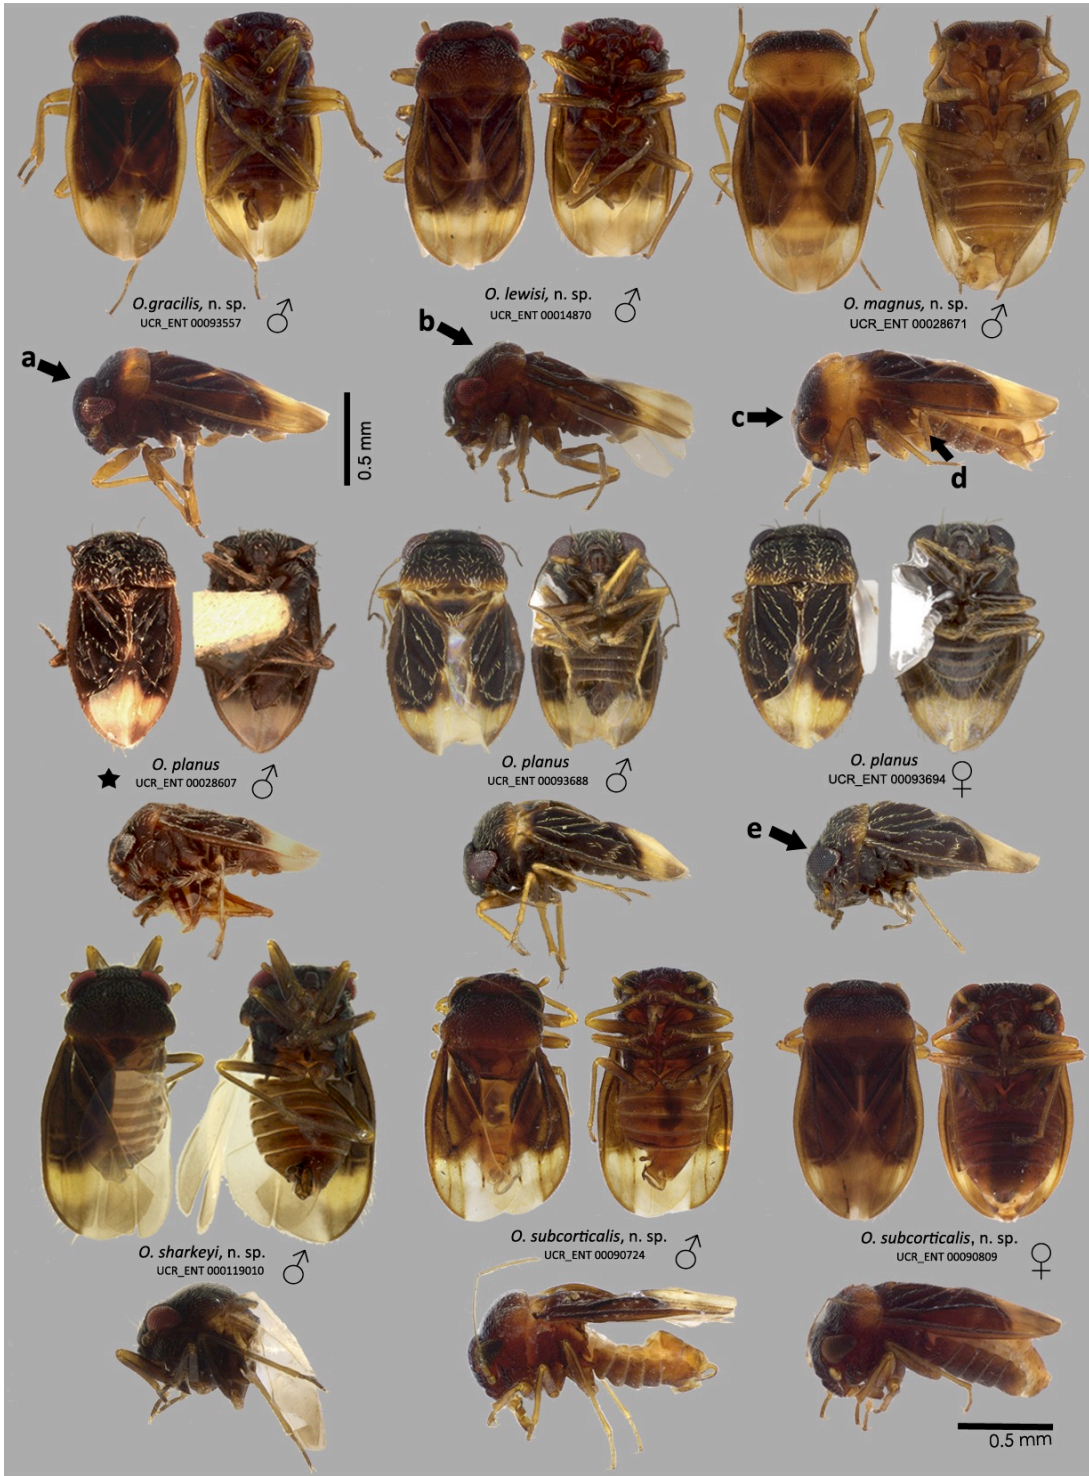 O.gracilis, n. sp.
UCR_ENT 00093557
♂
O. lewisi, n. sp.
UCR_ENT 00014870
♂
O. magnus, n. sp.
UCR_ENT 00028671
♂
a
b
c
d
0.5 mm
O. planus
★ UCR_ENT 00028607
♂
O. planus
UCR_ENT 00093688
♂
O. planus
UCR_ENT 00093694
♀
e
O. sharkeyi, n. sp.
UCR_ENT 000119010
♂
O. subcorticalis, n. sp.
UCR_ENT 00090724
♂
O. subcorticalis, n. sp.
UCR_ENT 00090809
♀
0.5 mm